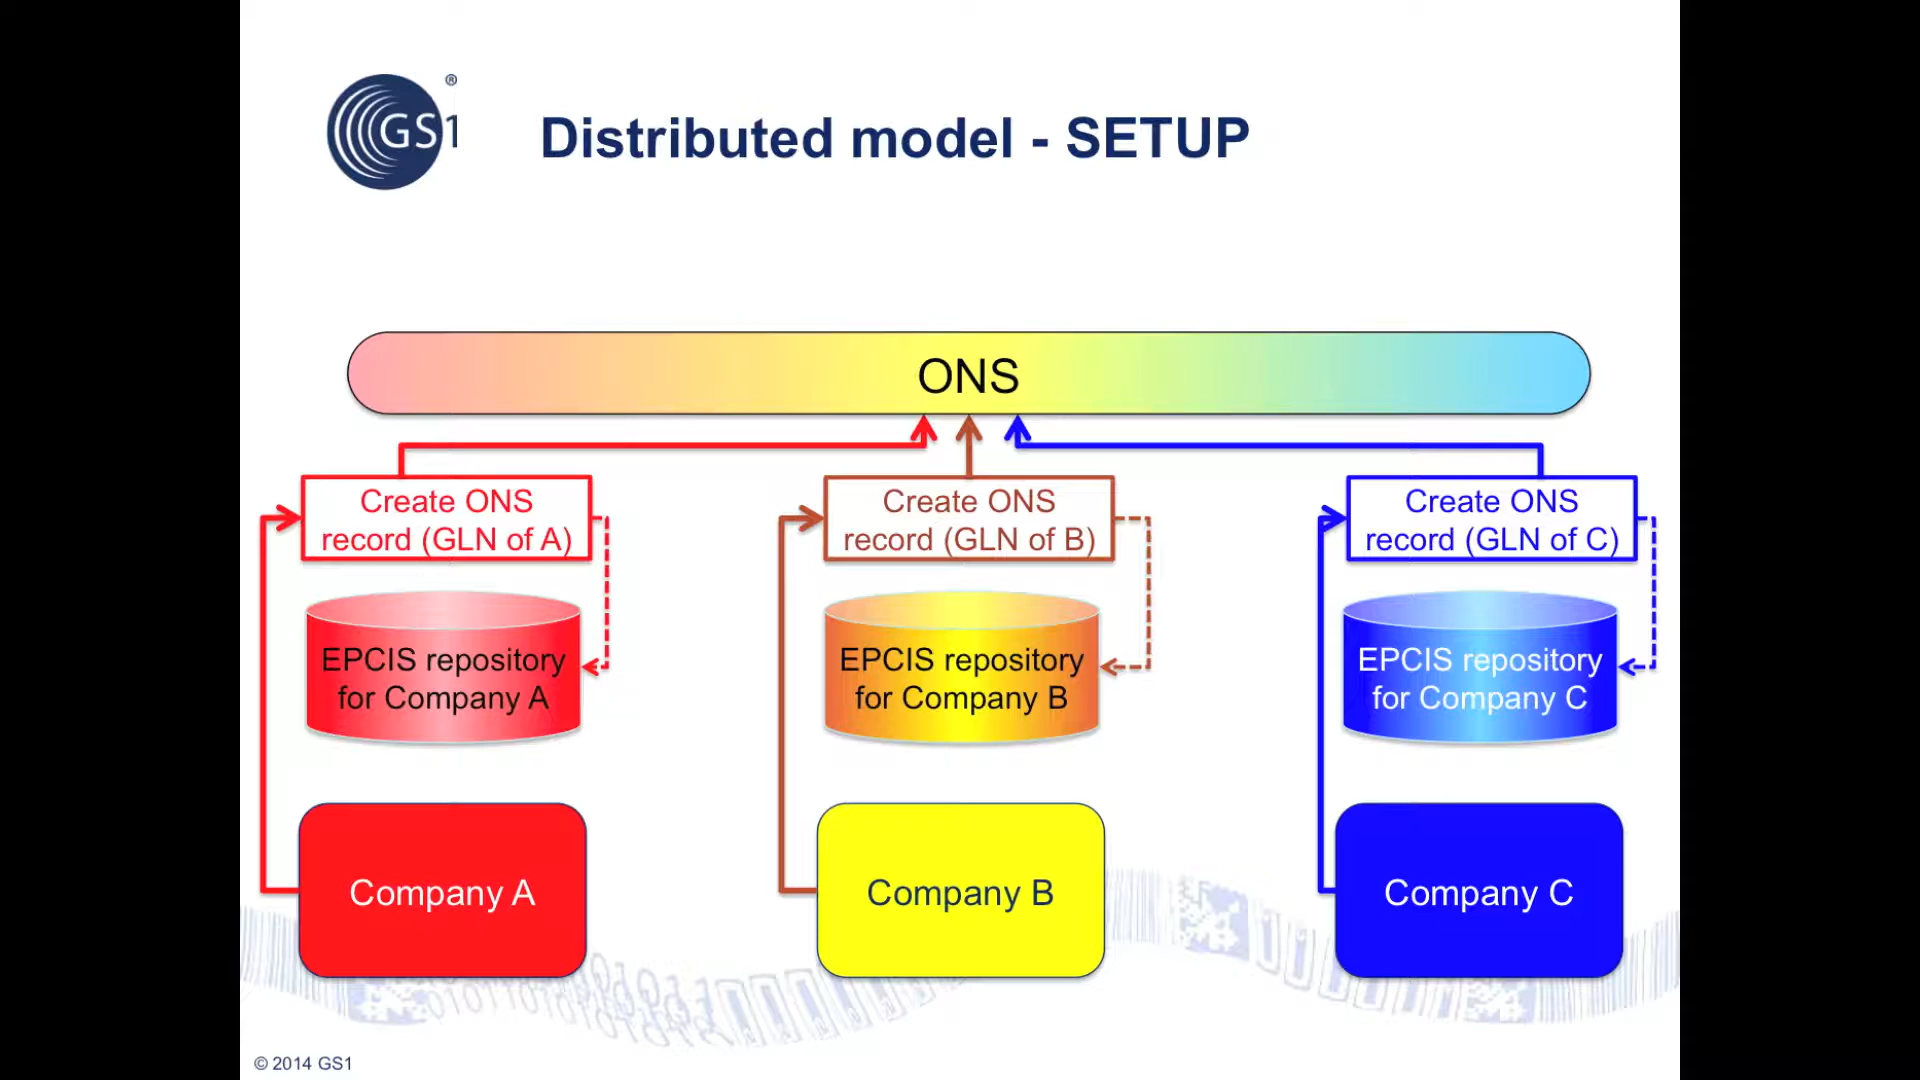 GS1 ®
Distributed model - SETUP
ONS
Create ONS
record (GLN of A)
Create ONS
record (GLN of B)
Create ONS
record (GLN of C)
EPCIS repository
for Company A
EPCIS repository
for Company B
EPCIS repository
for Company C
Company A
Company B
Company C
© 2014 GS1